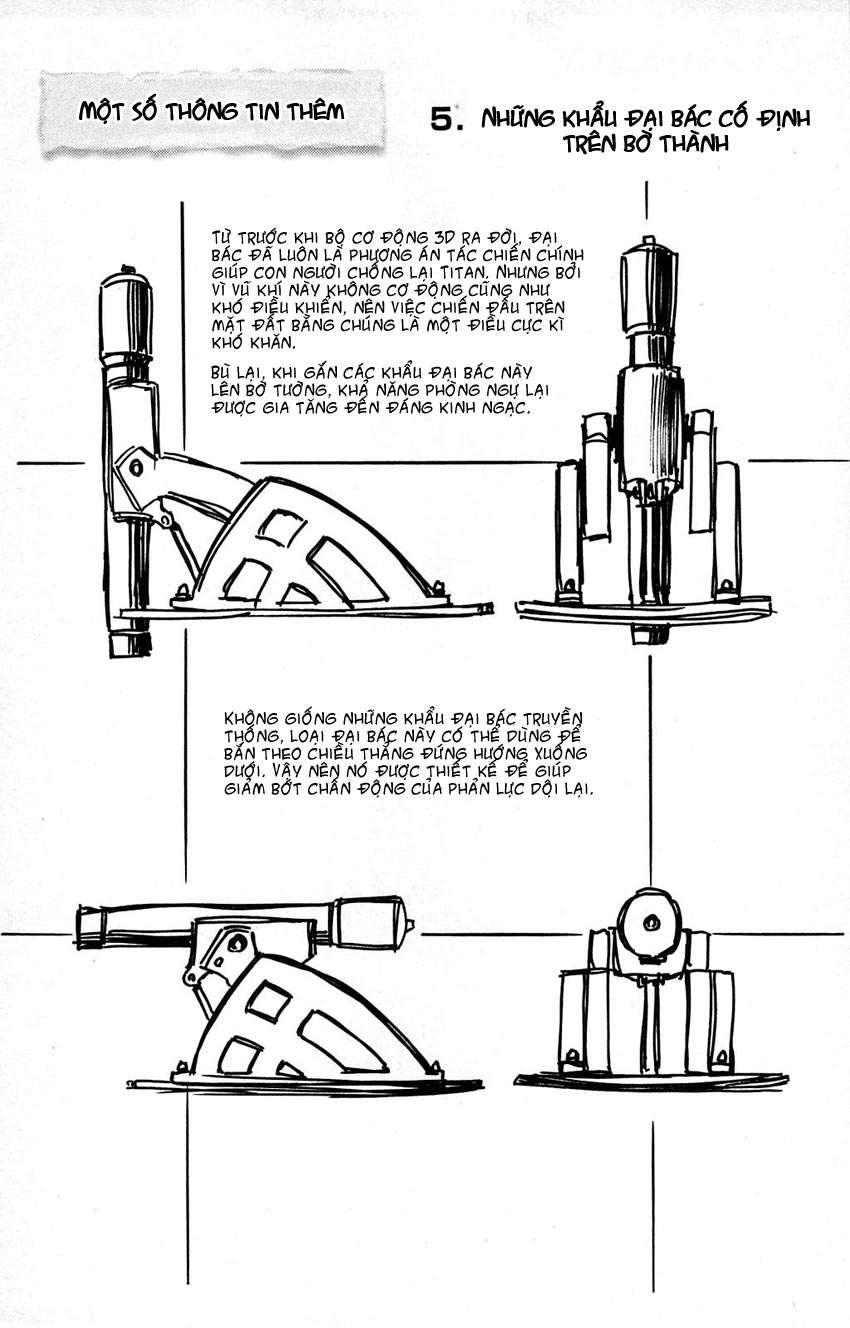 MỘT SỐ THÔNG TIN THÊM
5. NHỮNG KHẨU ĐẠI BÁC CỐ ĐỊNH
TRÊN BỜ THÀNH
TỪ TRƯỚC KHI BỘ CƠ ĐỘNG 3D RA ĐỜI, ĐẠI
BÁC ĐÃ LUÔN LÀ PHƯƠNG ÁN TÁC CHIẾN CHÍNH
GIÚP CON NGƯỜI CHỐNG LẠI TITAN. NHƯNG BỞI
VÌ VŨ KHÍ NÀY KHÔNG CƠ ĐỘNG CŨNG NHƯ
KHÓ ĐIỀU KHIỂN, NÊN VIỆC CHIẾN ĐẤU TRÊN
MẶT ĐẤT BẰNG CHÚNG LÀ MỘT ĐIỀU CỰC KÌ
KHÓ KHĂN.
BÙ LẠI, KHI GẮN CÁC KHẨU ĐẠI BÁC NÀY
LÊN BỜ TƯỜNG, KHẢ NĂNG PHÒNG NGỰ LẠI
ĐƯỢC GIA TĂNG ĐẾN ĐÁNG KINH NGẠC.
KHÔNG GIỐNG NHỮNG KHẨU ĐẠI BÁC TRUYỀN
THỐNG, LOẠI ĐẠI BÁC NÀY CÓ THỂ DÙNG ĐỂ
BẮN THEO CHIỀU THẲNG ĐỨNG HƯỚNG XUỐNG
DƯỚI. VẬY NÊN NÓ ĐƯỢC THIẾT KẾ ĐỂ GIÚP
GIẢM BỚT CHẤN ĐỘNG CỦA PHẢN LỰC DỘI LẠI.